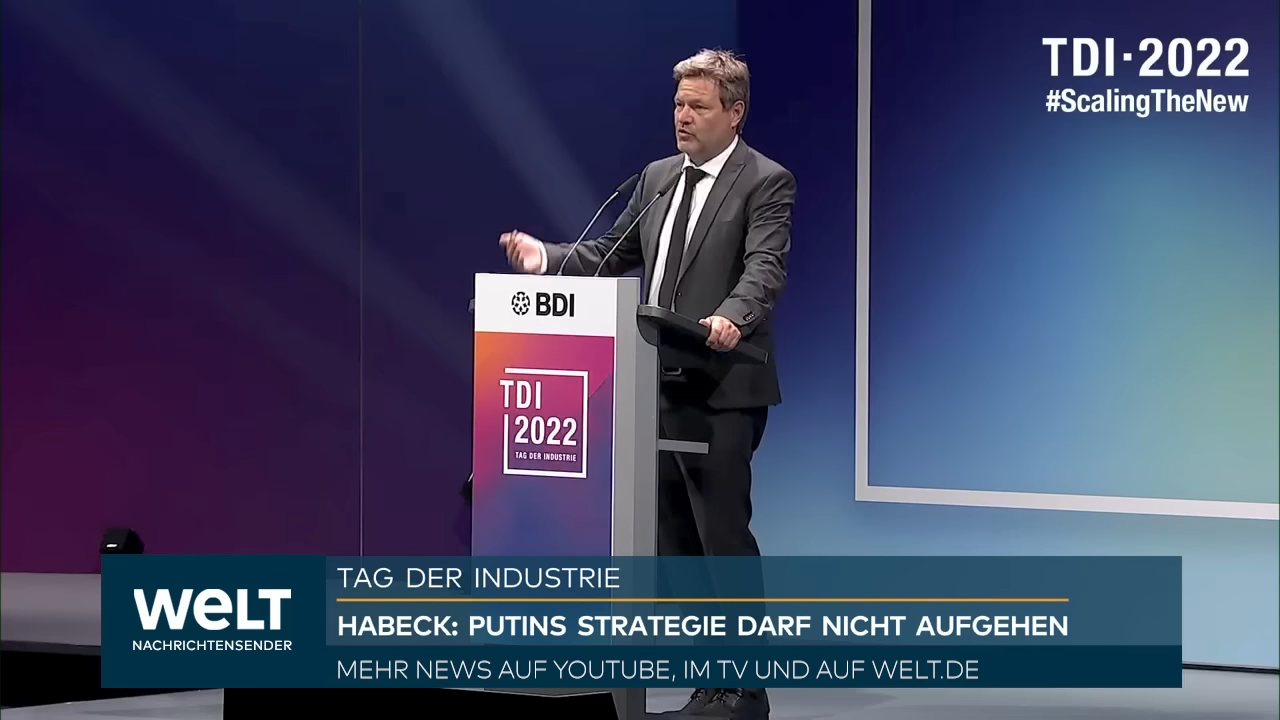 TDI·2022
#ScalingTheNew
BDI
TDI
2022
TAG DER INDUSTRIE
WELT
NACHRICHTENSENDER
TAG DER INDUSTRIE
HABECK: PUTINS STRATEGIE DARF NICHT AUFGEHEN
MEHR NEWS AUF YOUTUBE, IM TV UND AUF WELT.DE